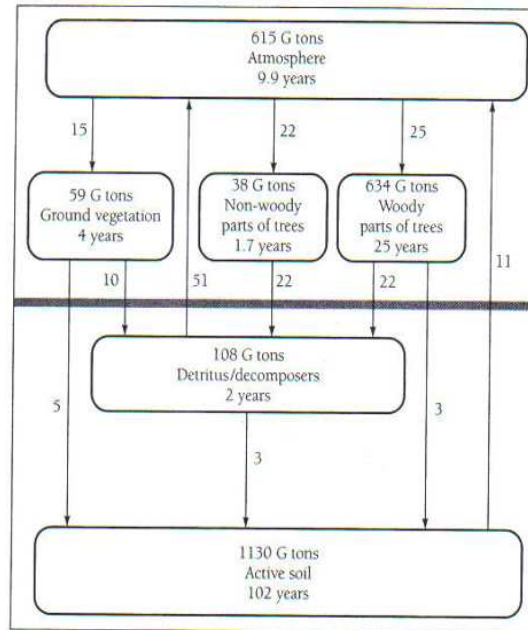 615 G tons
Atmosphere
9.9 years
15
22
25
59 G tons
Ground vegetation
4 years
38 G tons
Non-woody
parts of trees
1.7 years
634 G tons
Woody
parts of trees
25 years
11
10
51
22
22
108 G tons
Detritus/decomposers
2 years
5
3
3
1130 G tons
Active soil
102 years